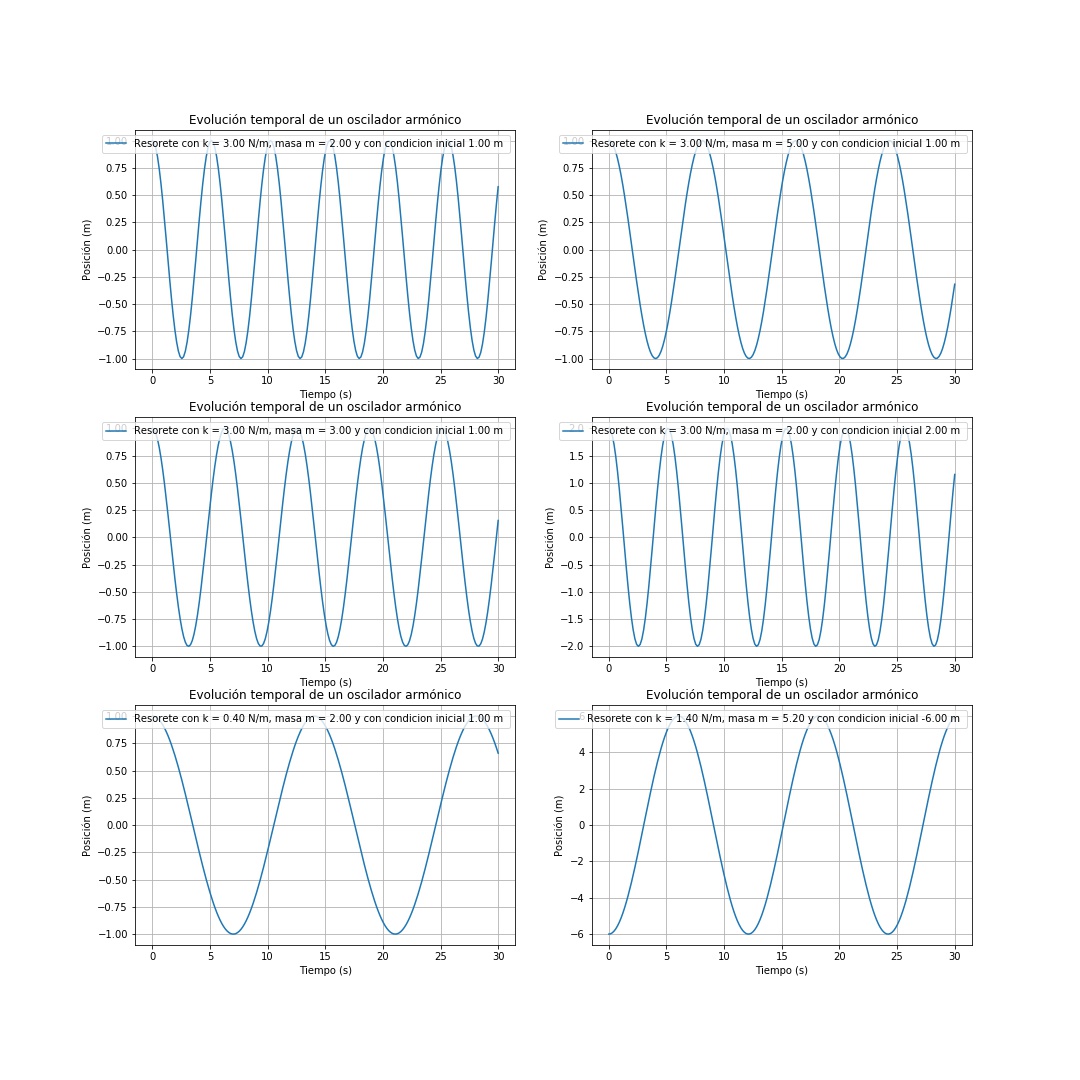 Evolución temporal de un oscilador armónico
1.00
Resorete con k = 3.00 N/m, masa m = 2.00 y con condicion inicial 1.00 m
0.75
0.50
0.25
0.00
−0.25
−0.50
−0.75
−1.00
Posición (m)
0 5 10 15 20 25 30
Tiempo (s)
Evolución temporal de un oscilador armónico
1.00
Resorete con k = 3.00 N/m, masa m = 5.00 y con condicion inicial 1.00 m
0.75
0.50
0.25
0.00
−0.25
−0.50
−0.75
−1.00
Posición (m)
0 5 10 15 20 25 30
Tiempo (s)
Evolución temporal de un oscilador armónico
1.00
Resorete con k = 3.00 N/m, masa m = 3.00 y con condicion inicial 1.00 m
0.75
0.50
0.25
0.00
−0.25
−0.50
−0.75
−1.00
Posición (m)
0 5 10 15 20 25 30
Tiempo (s)
Evolución temporal de un oscilador armónico
2.0
Resorete con k = 3.00 N/m, masa m = 2.00 y con condicion inicial 2.00 m
1.5
1.0
0.5
0.0
−0.5
−1.0
−1.5
−2.0
Posición (m)
0 5 10 15 20 25 30
Tiempo (s)
Evolución temporal de un oscilador armónico
1.00
Resorete con k = 0.40 N/m, masa m = 2.00 y con condicion inicial 1.00 m
0.75
0.50
0.25
0.00
−0.25
−0.50
−0.75
−1.00
Posición (m)
0 5 10 15 20 25 30
Tiempo (s)
Evolución temporal de un oscilador armónico
6
Resorete con k = 1.40 N/m, masa m = 5.20 y con condicion inicial -6.00 m
4
2
0
−2
−4
−6
Posición (m)
0 5 10 15 20 25 30
Tiempo (s)